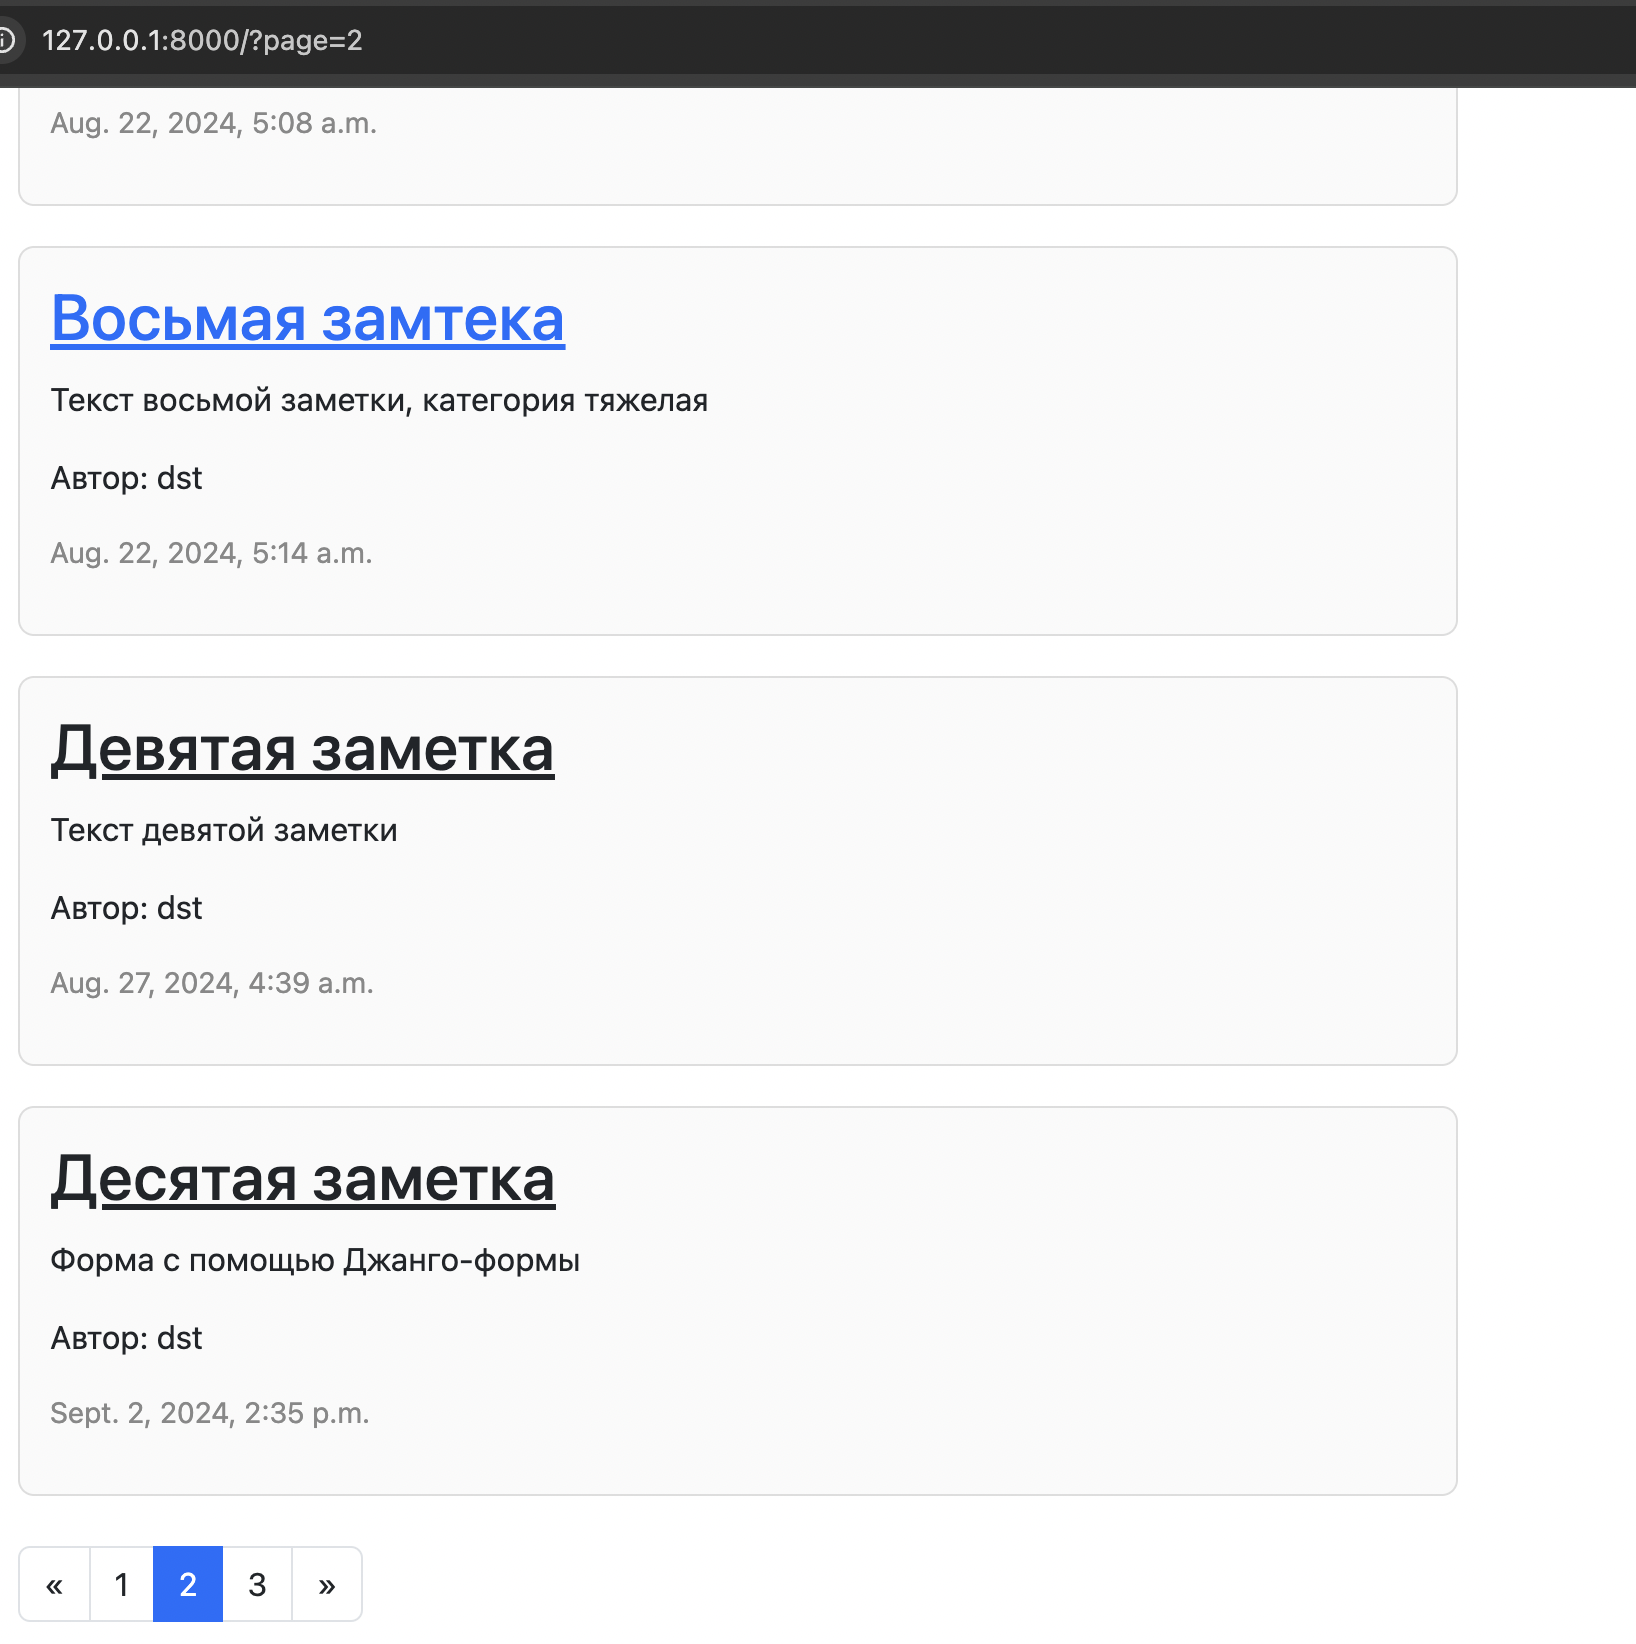 127.0.0.1:8000/?page=2
Aug. 22, 2024, 5:08 a.m.
Восьмая замтека
Текст восьмой заметки, категория тяжелая
Автор: dst
Aug. 22, 2024, 5:14 a.m.
Девятая заметка
Текст девятой заметки
Автор: dst
Aug. 27, 2024, 4:39 a.m.
Десятая заметка
Форма с помощью Джанго-формы
Автор: dst
Sept. 2, 2024, 2:35 p.m.
« 1 2 3 »